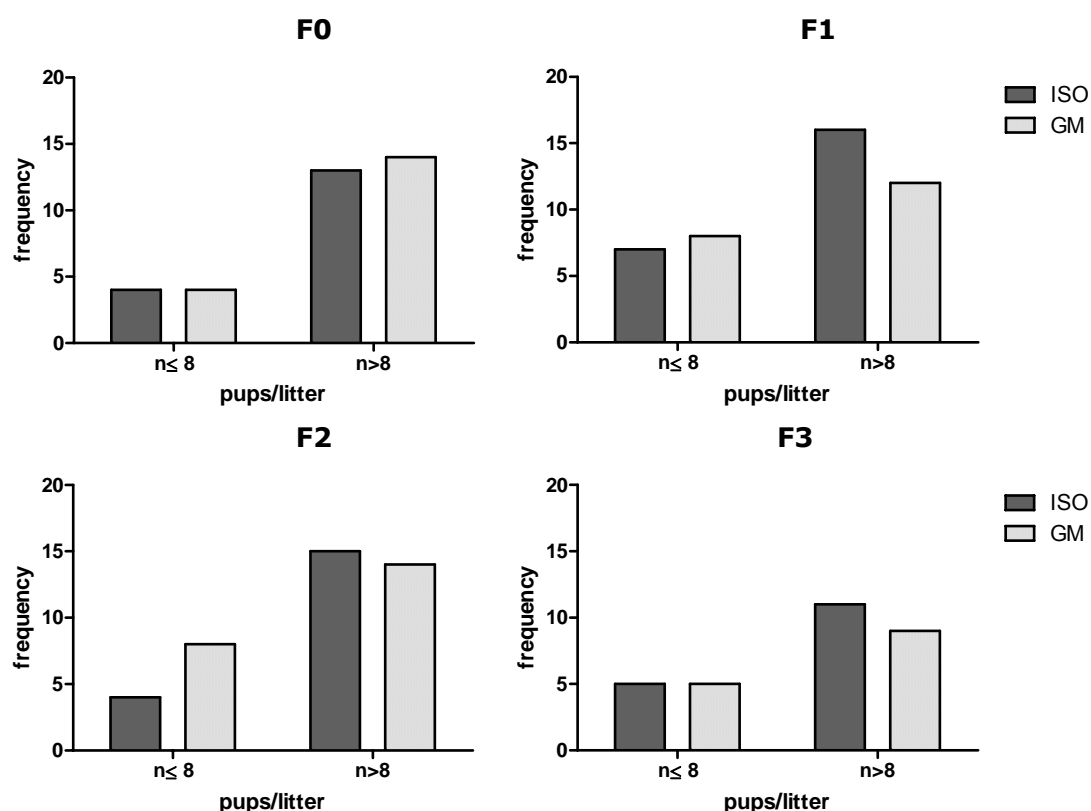 F0
20
15
10
5
0
frequency
n≤ 8 n>8
pups/litter
F1
20
15
10
5
0
frequency
n≤ 8 n>8
pups/litter
ISO
GM
F2
20
15
10
5
0
frequency
n≤ 8 n>8
pups/litter
F3
20
15
10
5
0
frequency
n≤ 8 n>8
pups/litter
ISO
GM